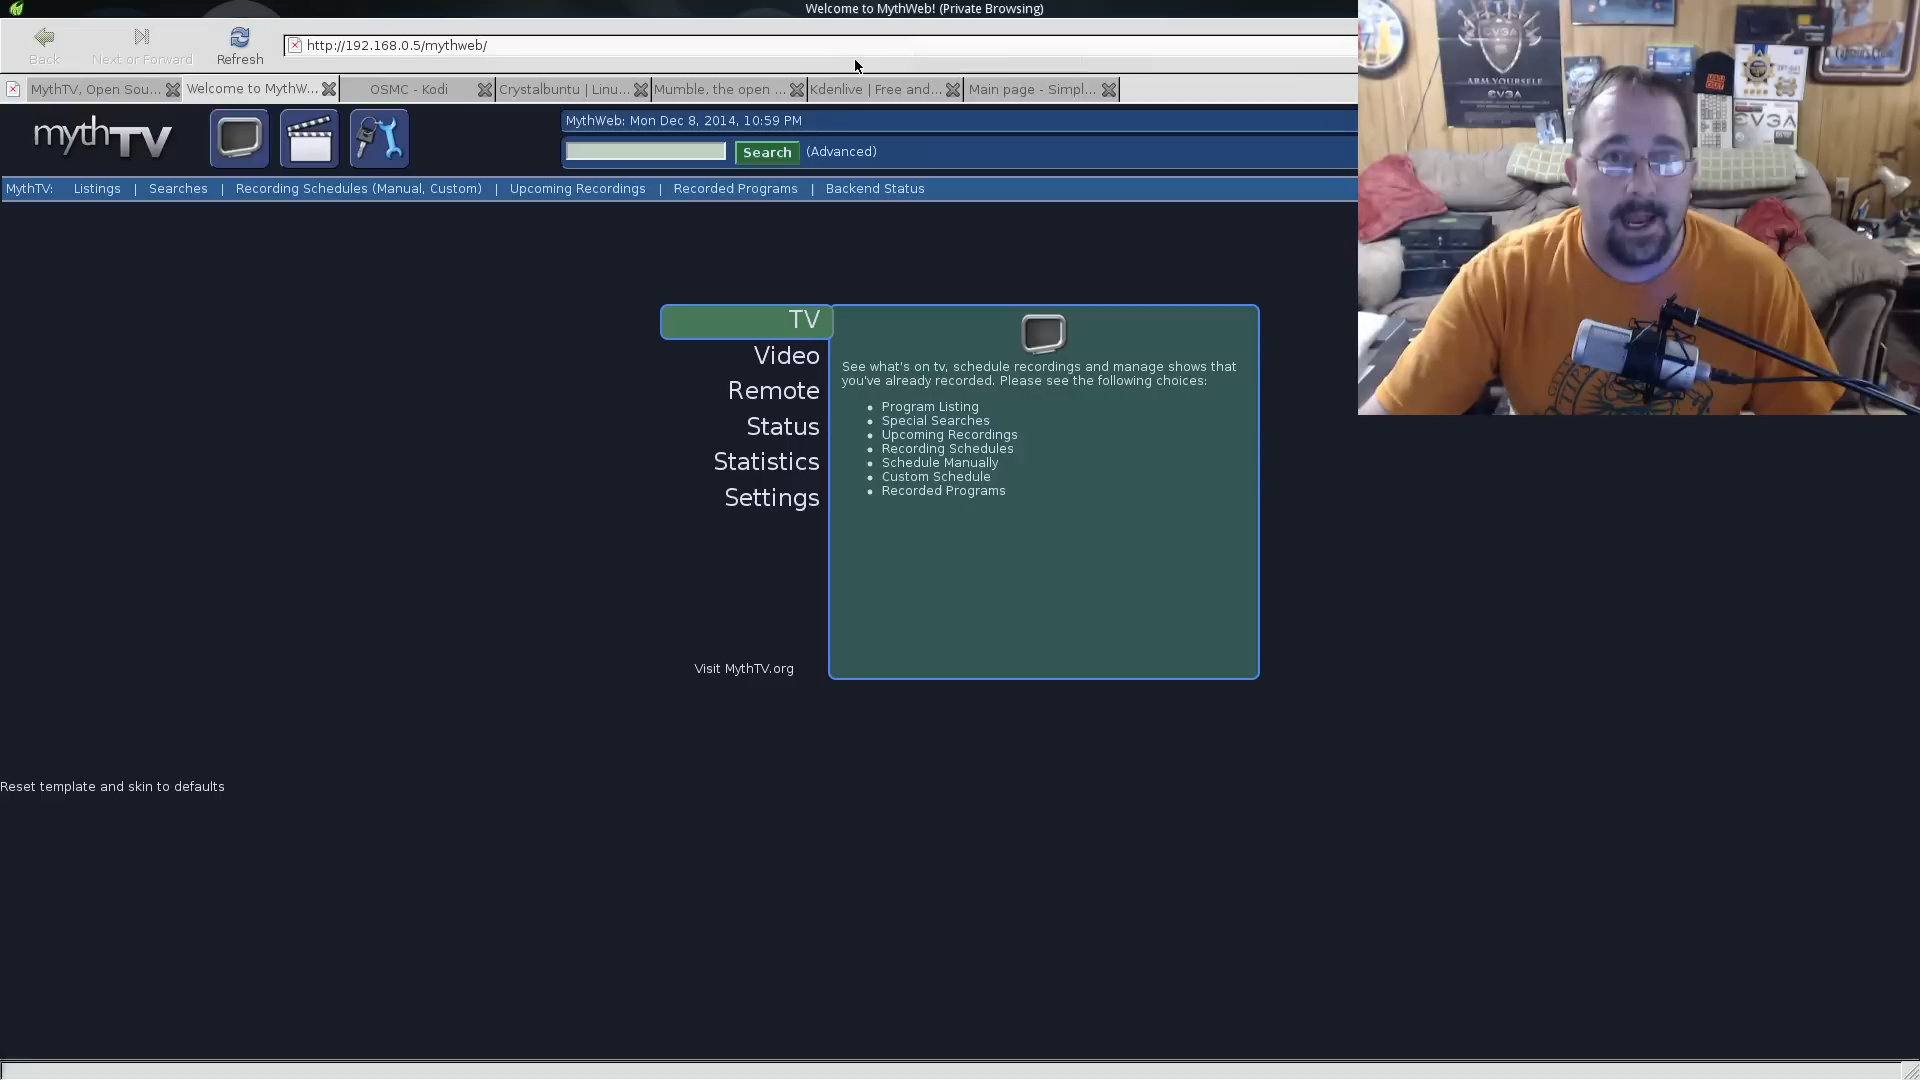 Welcome to MythWeb! (Private Browsing)
Back
Next or Forward
Refresh
http://192.168.0.5/mythweb/
MythTV, Open Sou...
Welcome to MythW...
OSMC - Kodi
Crystalbuntu | Linu...
Mumble, the open ...
Kdenlive | Free and...
Main page - Simpl...
mythTV
MythWeb: Mon Dec 8, 2014, 10:59 PM
Search
(Advanced)
MythTV: Listings | Searches | Recording Schedules (Manual, Custom) | Upcoming Recordings | Recorded Programs | Backend Status
TV
Video
Remote
Status
Statistics
Settings
See what's on tv, schedule recordings and manage shows that
you've already recorded. Please see the following choices:
• Program Listing
• Special Searches
• Upcoming Recordings
• Recording Schedules
• Schedule Manually
• Custom Schedule
• Recorded Programs
Visit MythTV.org
Reset template and skin to defaults
EVGA
ARM YOURSELF
EVGA
EVGA